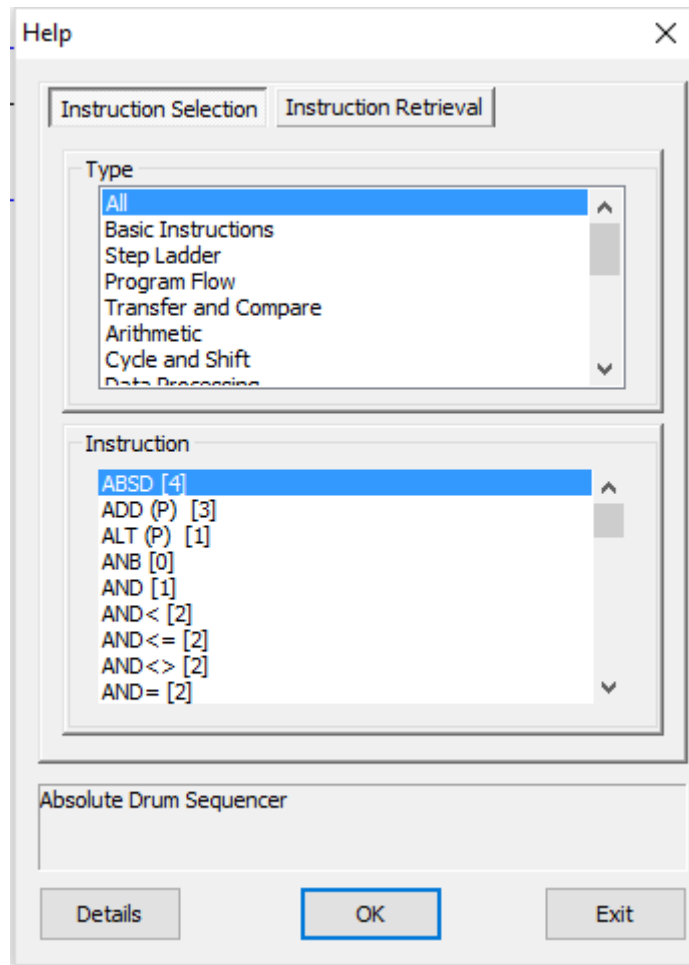 Help
Instruction Selection
Instruction Retrieval
Type
All
Basic Instructions
Step Ladder
Program Flow
Transfer and Compare
Arithmetic
Cycle and Shift
Data Processing
Instruction
ABSD [4]
ADD (P) [3]
ALT (P) [1]
ANB [0]
AND [1]
AND< [2]
AND<= [2]
AND<> [2]
AND= [2]
Absolute Drum Sequencer
Details
OK
Exit